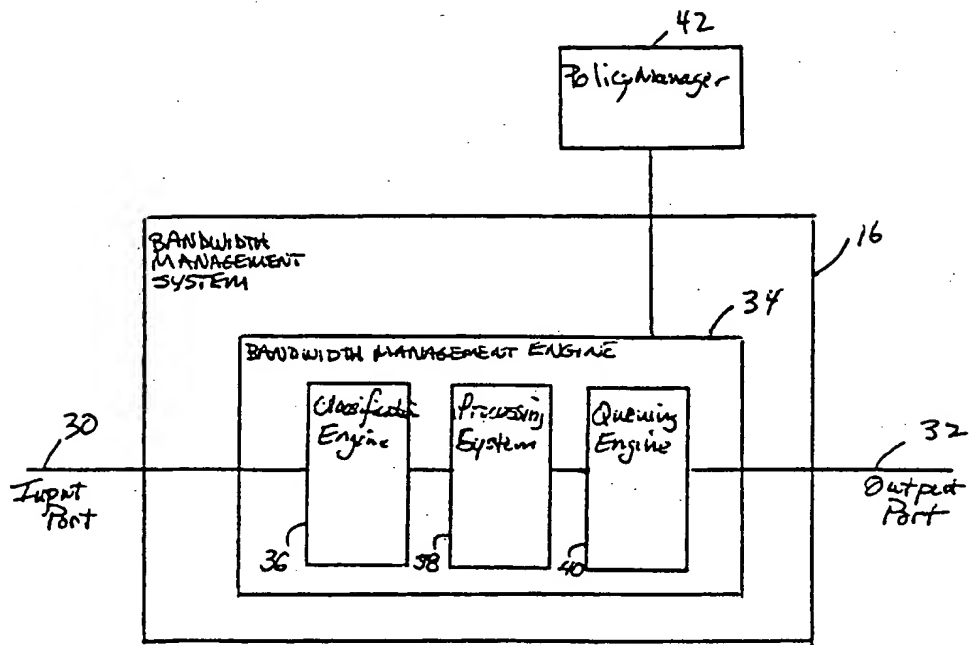 42
Policy Manager
BANDWIDTH
MANAGEMENT
SYSTEM
16
34
BANDWIDTH MANAGEMENT ENGINE
Classification
Engine
Processing
System
Queuing
Engine
30
32
Input
Port
Output
Port
36
38
40